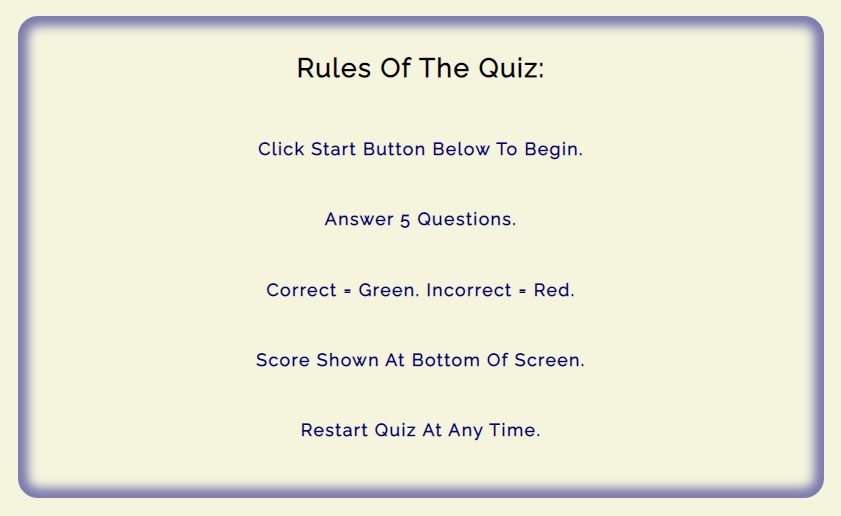 Rules Of The Quiz:
Click Start Button Below To Begin.
Answer 5 Questions.
Correct = Green. Incorrect = Red.
Score Shown At Bottom Of Screen.
Restart Quiz At Any Time.